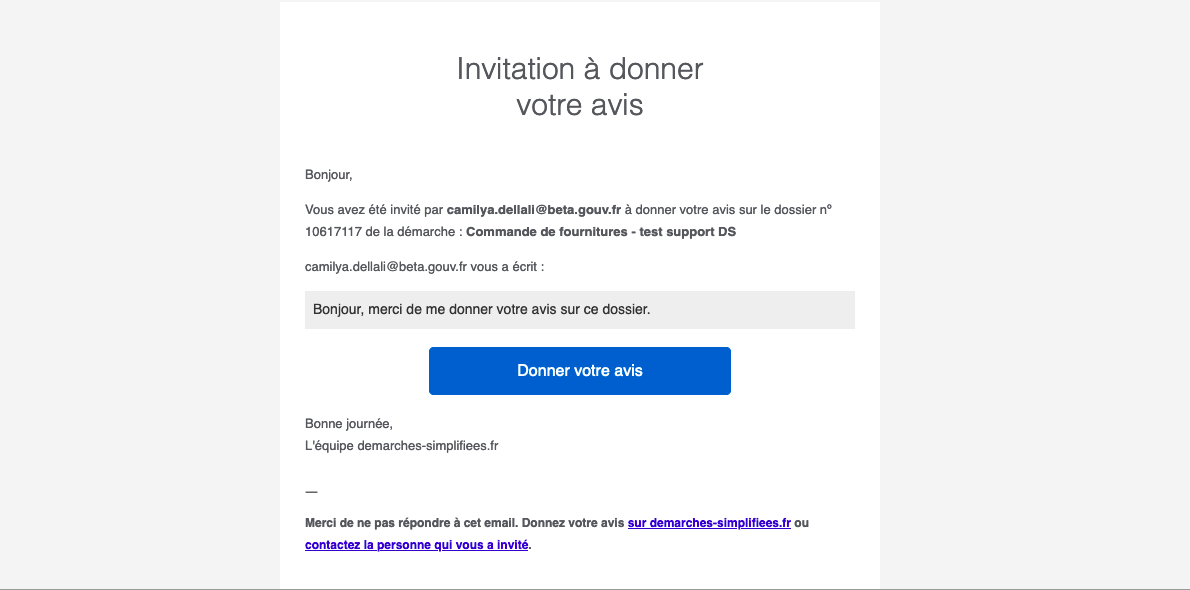 Invitation à donner
votre avis
Bonjour,
Vous avez été invité par camilya.dellali@beta.gouv.fr à donner votre avis sur le dossier n°
10617117 de la démarche : Commande de fournitures - test support DS
camilya.dellali@beta.gouv.fr vous a écrit :
Bonjour, merci de me donner votre avis sur ce dossier.
Donner votre avis
Bonne journée,
L'équipe demarches-simplifiees.fr
—
Merci de ne pas répondre à cet email. Donnez votre avis sur demarches-simplifiees.fr ou
contactez la personne qui vous a invité.